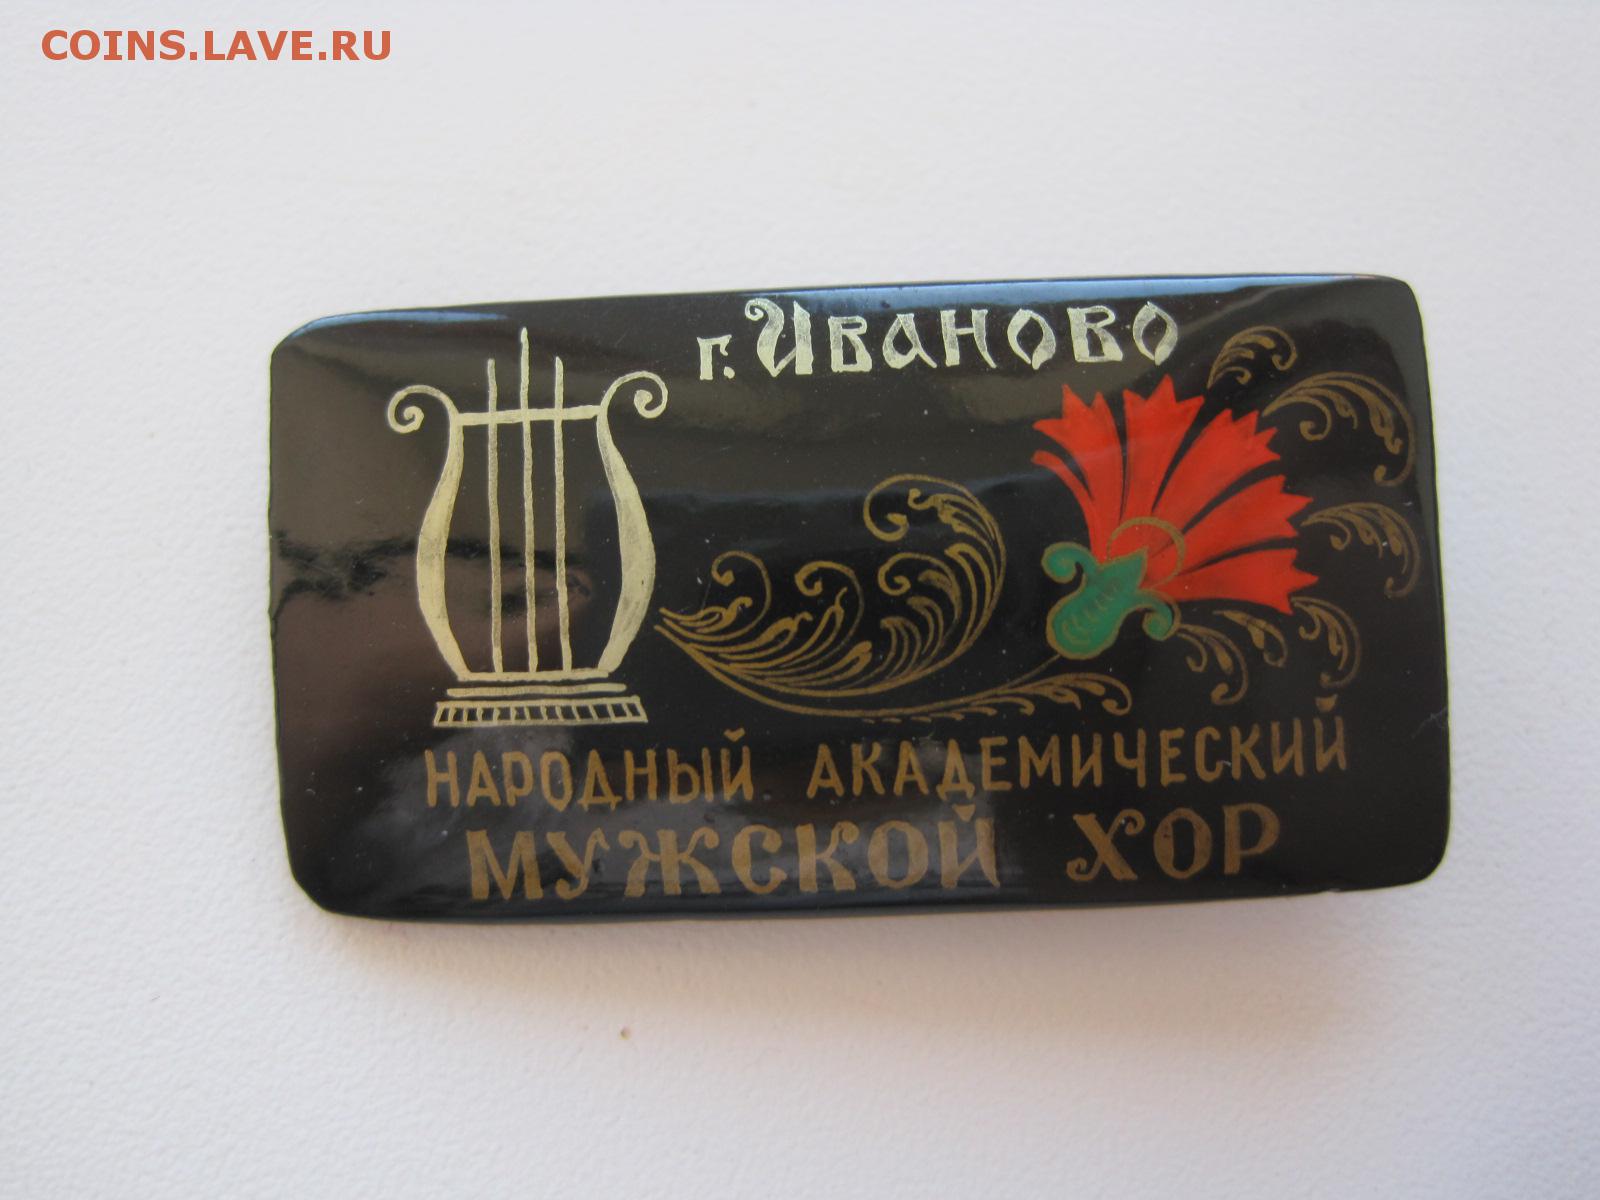 COINS.LAVE.RU
г. Иваново
НАРОДНЫЙ АКАДЕМИЧЕСКИЙ
МУЖСКОЙ ХОР